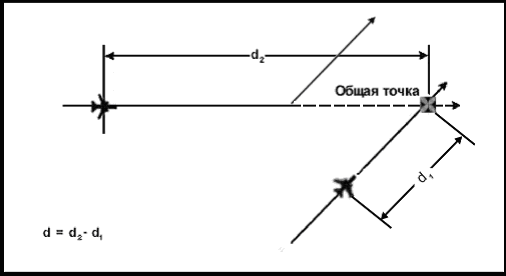 d₂
Общая точка
d₁
d = d₂- d₁